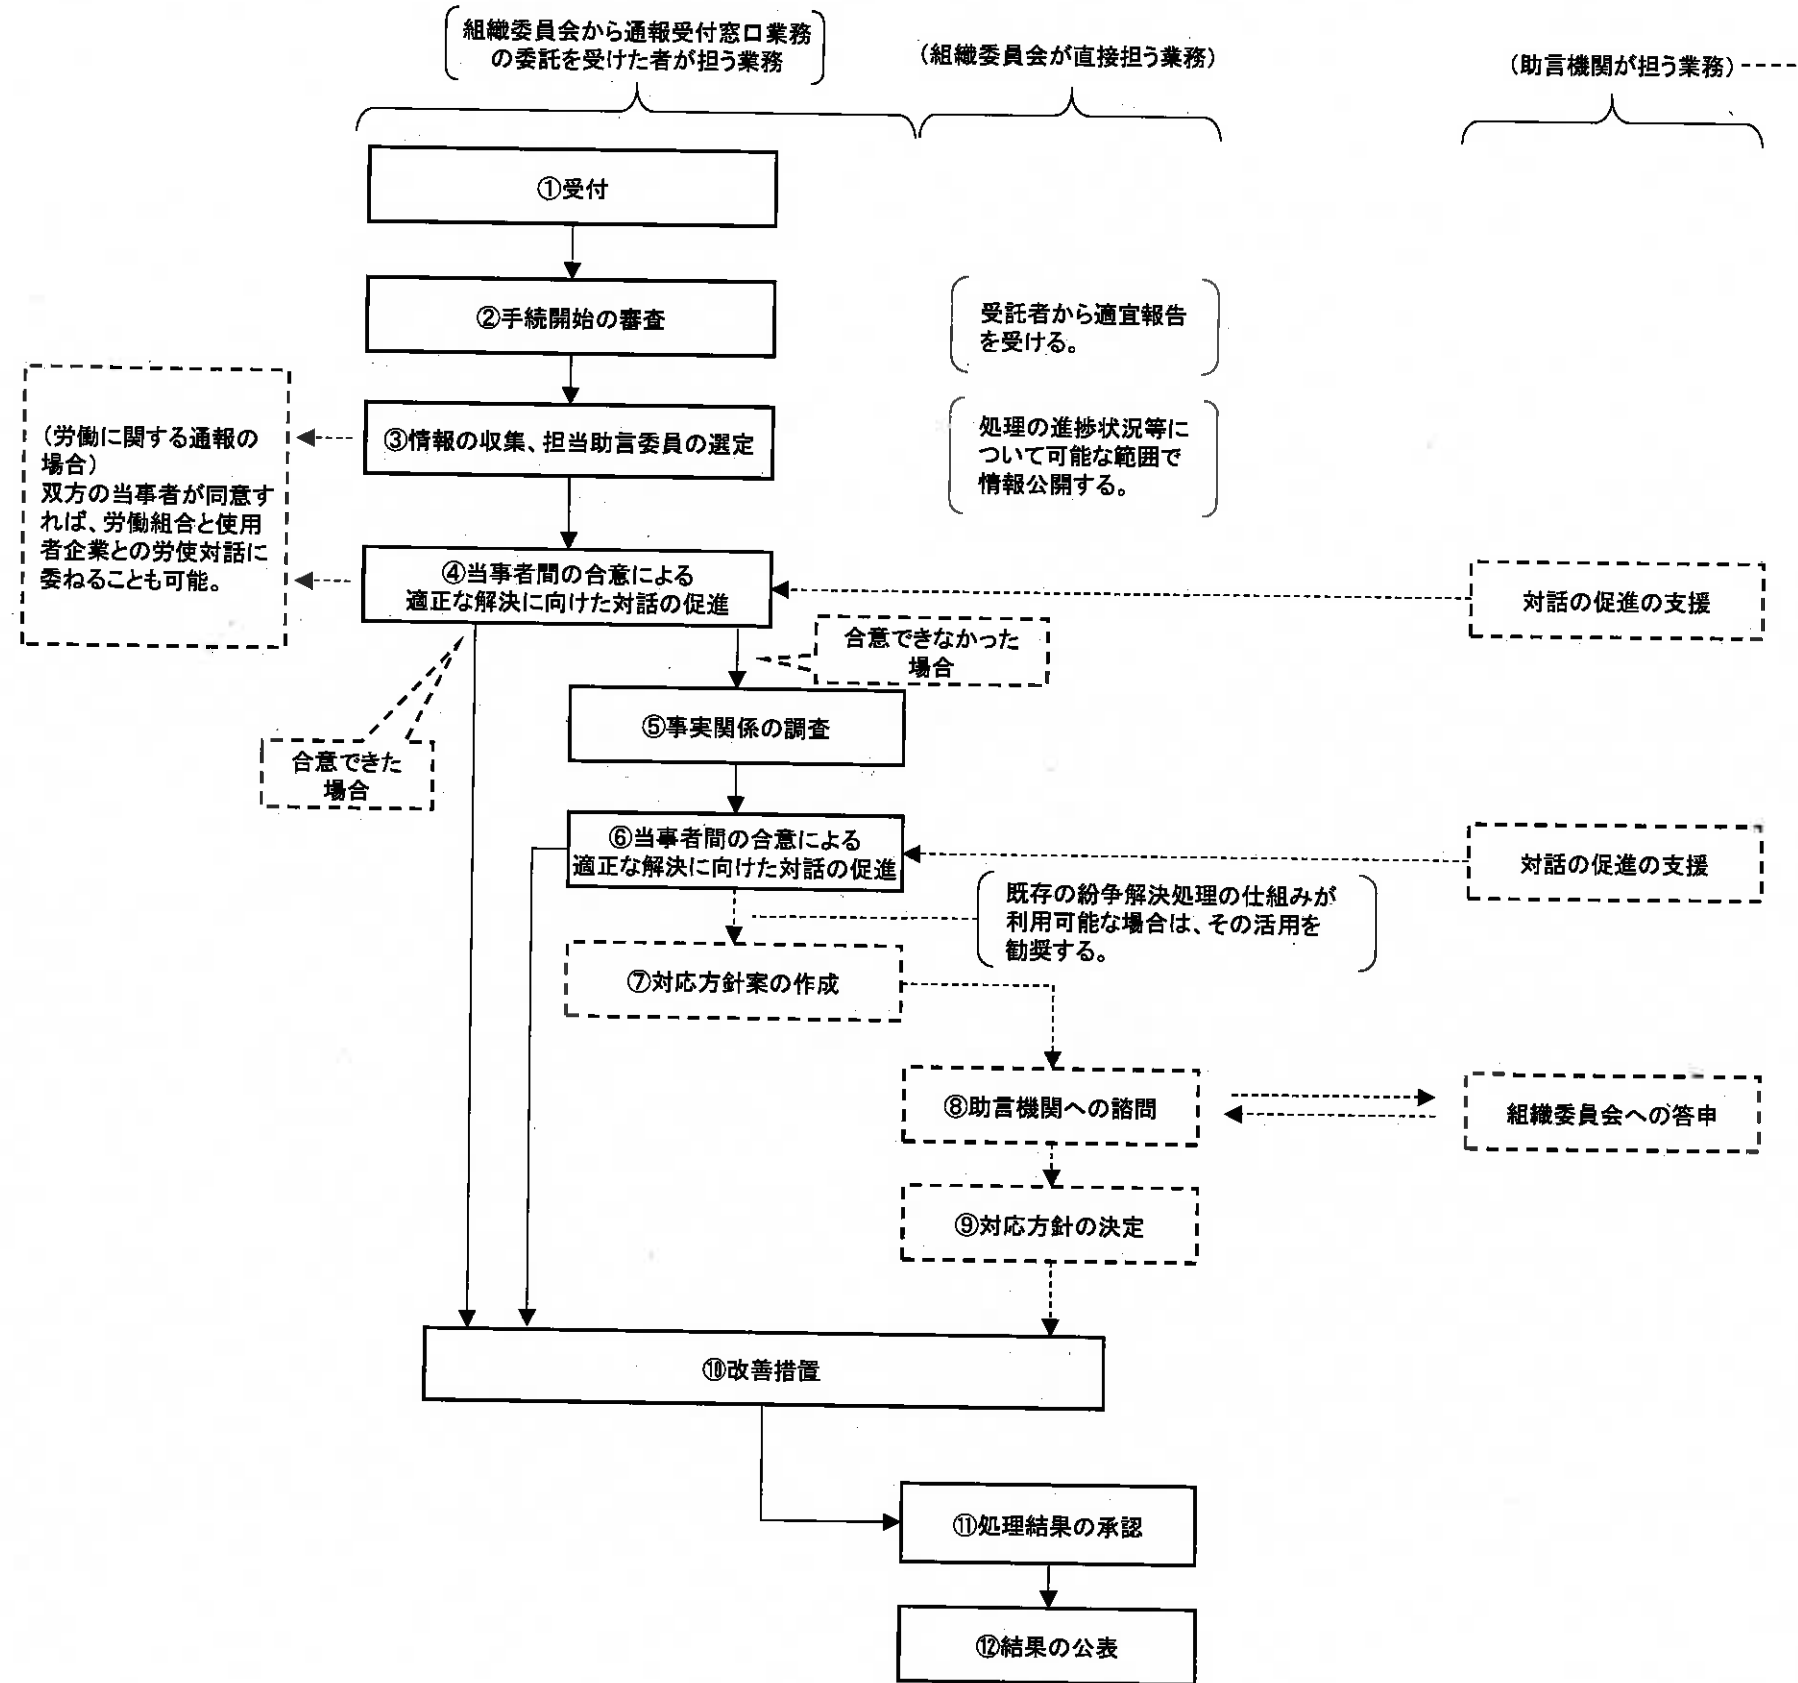 組織委員会から通報受付窓口業務
の委託を受けた者が担う業務
(組織委員会が直接担う業務)
(助言機関が担う業務)
①受付
②手続開始の審査
受託者から適宜報告
を受ける。
③情報の収集、担当助言委員の選定
(労働に関する通報の
場合)
双方の当事者が同意す
れば、労働組合と使用
者企業との労使対話に
委ねることも可能。
処理の進捗状況等に
ついて可能な範囲で
情報公開する。
④当事者間の合意による
適正な解決に向けた対話の促進
対話の促進の支援
合意できなかった
場合
合意できた
場合
⑤事実関係の調査
⑥当事者間の合意による
適正な解決に向けた対話の促進
対話の促進の支援
既存の紛争解決処理の仕組みが
利用可能な場合は、その活用を
勧奨する。
⑦対応方針案の作成
⑧助言機関への諮問
組織委員会への答申
⑨対応方針の決定
⑩改善措置
⑪処理結果の承認
⑫結果の公表